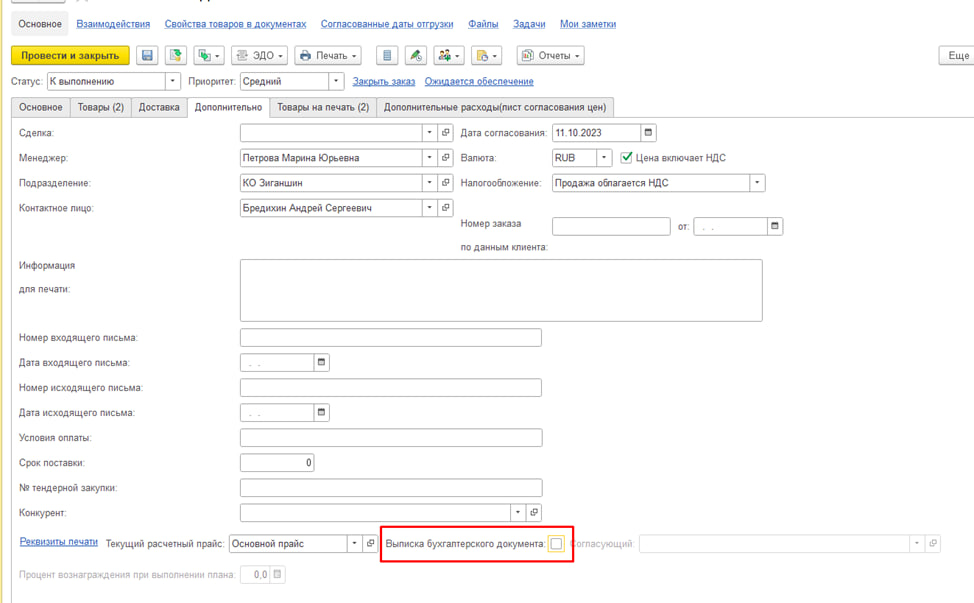 Основное Взаимодействия Свойства товаров в документах Согласованные даты отгрузки Файлы Задачи Мои заметки
Провести и закрыть ЭДО Печать Отчеты Еще
Статус: К выполнению Приоритет: Средний Закрыть заказ Ожидается обеспечение
Основное Товары (2) Доставка Дополнительно Товары на печать (2) Дополнительные расходы(лист согласования цен)
Сделка: Дата согласования: 11.10.2023
Менеджер: Петрова Марина Юрьевна Валюта: RUB Цена включает НДС
Подразделение: КО Зиганшин Налогообложение: Продажа облагается НДС
Контактное лицо: Бредихин Андрей Сергеевич
Номер заказа от: . .
по данным клиента:
Информация
для печати:
Номер входящего письма:
Дата входящего письма: . .
Номер исходящего письма:
Дата исходящего письма: . .
Условия оплаты:
Срок поставки: 0
№ тендерной закупки:
Конкурент:
Реквизиты печати Текущий расчетный прайс: Основной прайс Выписка бухгалтерского документа: Согласующий:
Процент вознаграждения при выполнении плана: 0,0